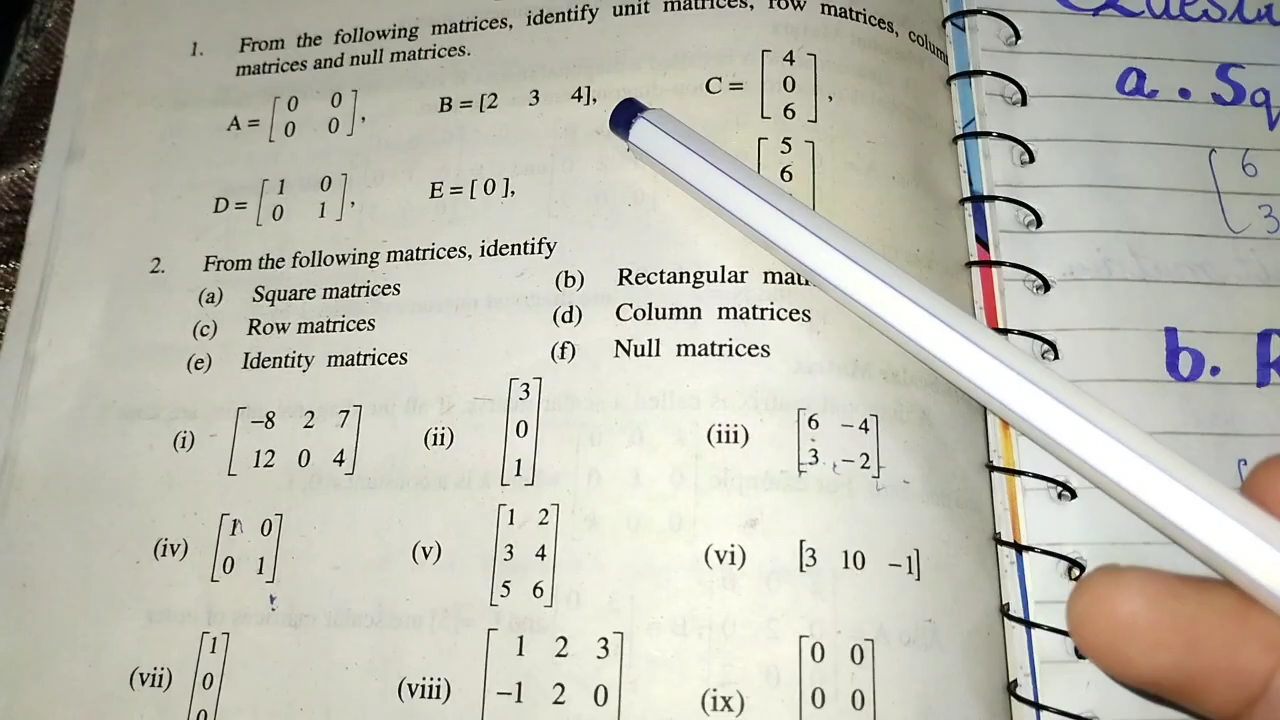 1. From the following matrices, identify unit matrices, row matrices, colum
matrices and null matrices.
A = [0 0
0 0], B = [2 3 4], C = [4
0
6],
D = [1 0
0 1], E = [0], [5
6
2. From the following matrices, identify
(a) Square matrices (b) Rectangular
(c) Row matrices (d) Column matrices
(e) Identity matrices (f) Null matrices
(i) [-8 2 7
12 0 4] (ii) [3
0
1] (iii) [6 -4
3 -2]
(iv) [1 0
0 1] (v) [1 2
3 4
5 6] (vi) [3 10 -1]
(vii) [1
0
0 (viii) [1 2 3
-1 2 0 (ix) [0 0
0 0
a. Sq
6
3
b. R